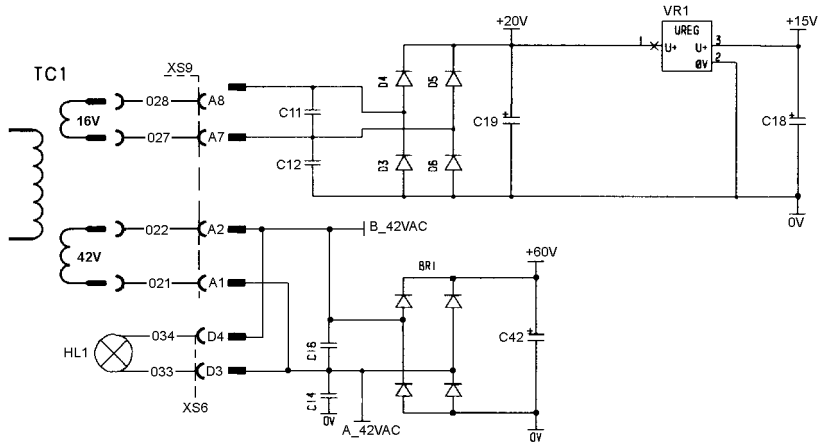 VR1
+20V
+15V
UREG
1
U+
U+
3
0V
2
TC1
XS9
D4
D5
028
A8
16V
C11
C19
C18
027
A7
C12
D3
D6
0V
022
A2
B_42VAC
42V
+60V
BR1
021
A1
034
D4
C16
C42
HL1
033
D3
C14
XS6
0V
A_42VAC
0V